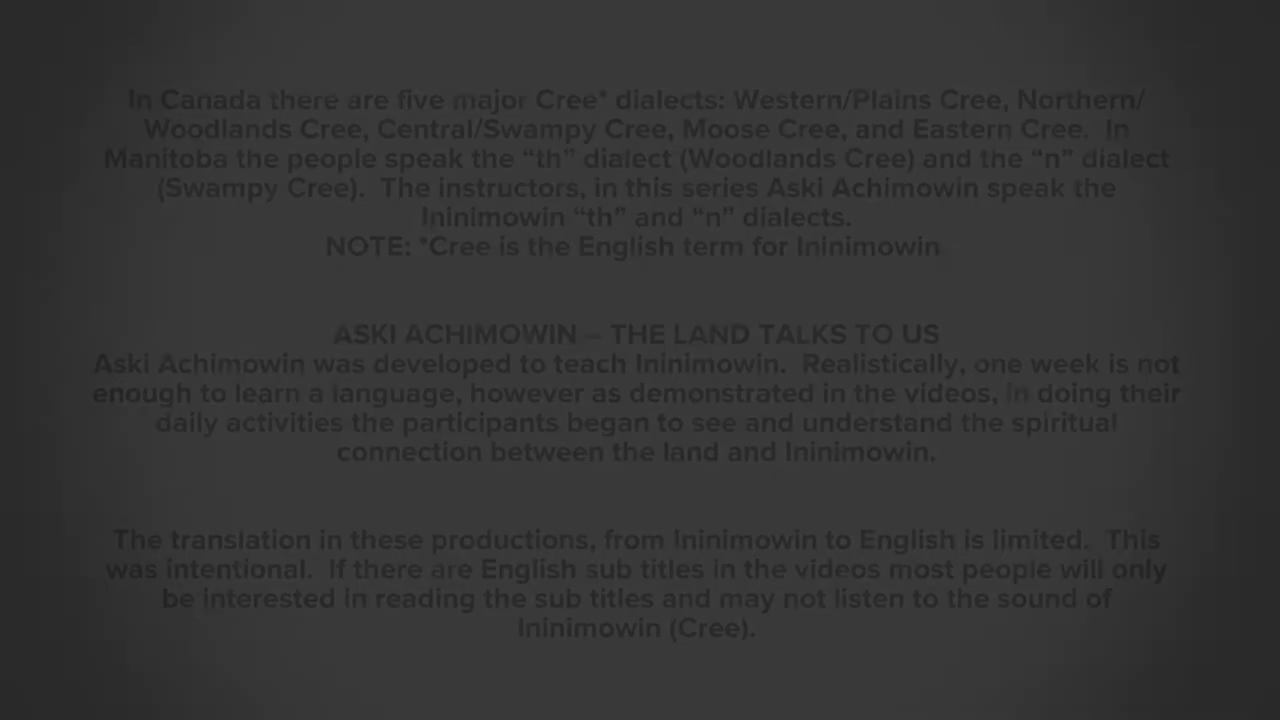 In Canada there are five major Cree* dialects: Western/Plains Cree, Northern/
Woodlands Cree, Central/Swampy Cree, Moose Cree, and Eastern Cree.  In
Manitoba the people speak the “th” dialect (Woodlands Cree) and the “n” dialect
(Swampy Cree).  The instructors, in this series Aski Achimowin speak the
Ininimowin “th” and “n” dialects.
NOTE: *Cree is the English term for Ininimowin.
ASKI ACHIMOWIN – THE LAND TALKS TO US
Aski Achimowin was developed to teach Ininimowin.  Realistically, one week is not
enough to learn a language, however as demonstrated in the videos, in doing their
daily activities the participants began to see and understand the spiritual
connection between the land and Ininimowin.
The translation in these productions, from Ininimowin to English is limited.  This
was intentional.  If there are English sub titles in the videos most people will only
be interested in reading the sub titles and may not listen to the sound of
Ininimowin (Cree).